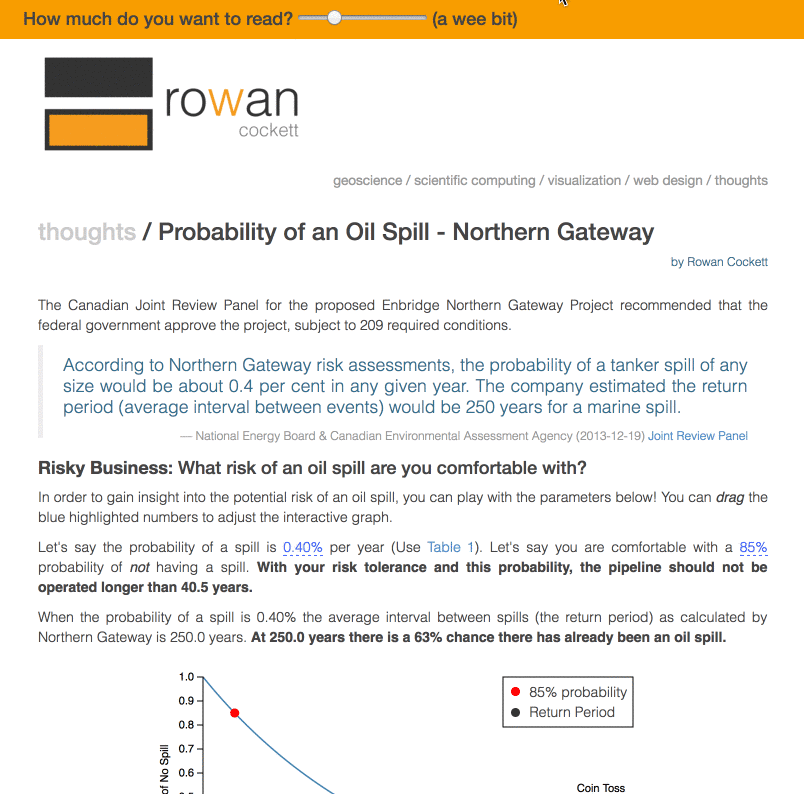 How much do you want to read? (a wee bit)
rowan
cockett
geoscience / scientific computing / visualization / web design / thoughts
thoughts / Probability of an Oil Spill - Northern Gateway
by Rowan Cockett
The Canadian Joint Review Panel for the proposed Enbridge Northern Gateway Project recommended that the
federal government approve the project, subject to 209 required conditions.
According to Northern Gateway risk assessments, the probability of a tanker spill of any
size would be about 0.4 per cent in any given year. The company estimated the return
period (average interval between events) would be 250 years for a marine spill.
— National Energy Board & Canadian Environmental Assessment Agency (2013-12-19) Joint Review Panel
Risky Business: What risk of an oil spill are you comfortable with?
In order to gain insight into the potential risk of an oil spill, you can play with the parameters below! You can drag the
blue highlighted numbers to adjust the interactive graph.
Let's say the probability of a spill is 0.40% per year (Use Table 1). Let's say you are comfortable with a 85%
probability of not having a spill. With your risk tolerance and this probability, the pipeline should not be
operated longer than 40.5 years.
When the probability of a spill is 0.40% the average interval between spills (the return period) as calculated by
Northern Gateway is 250.0 years. At 250.0 years there is a 63% chance there has already been an oil spill.
1.0
0.9
0.8
0.7
0.6
of No Spill
85% probability
Return Period
Coin Toss